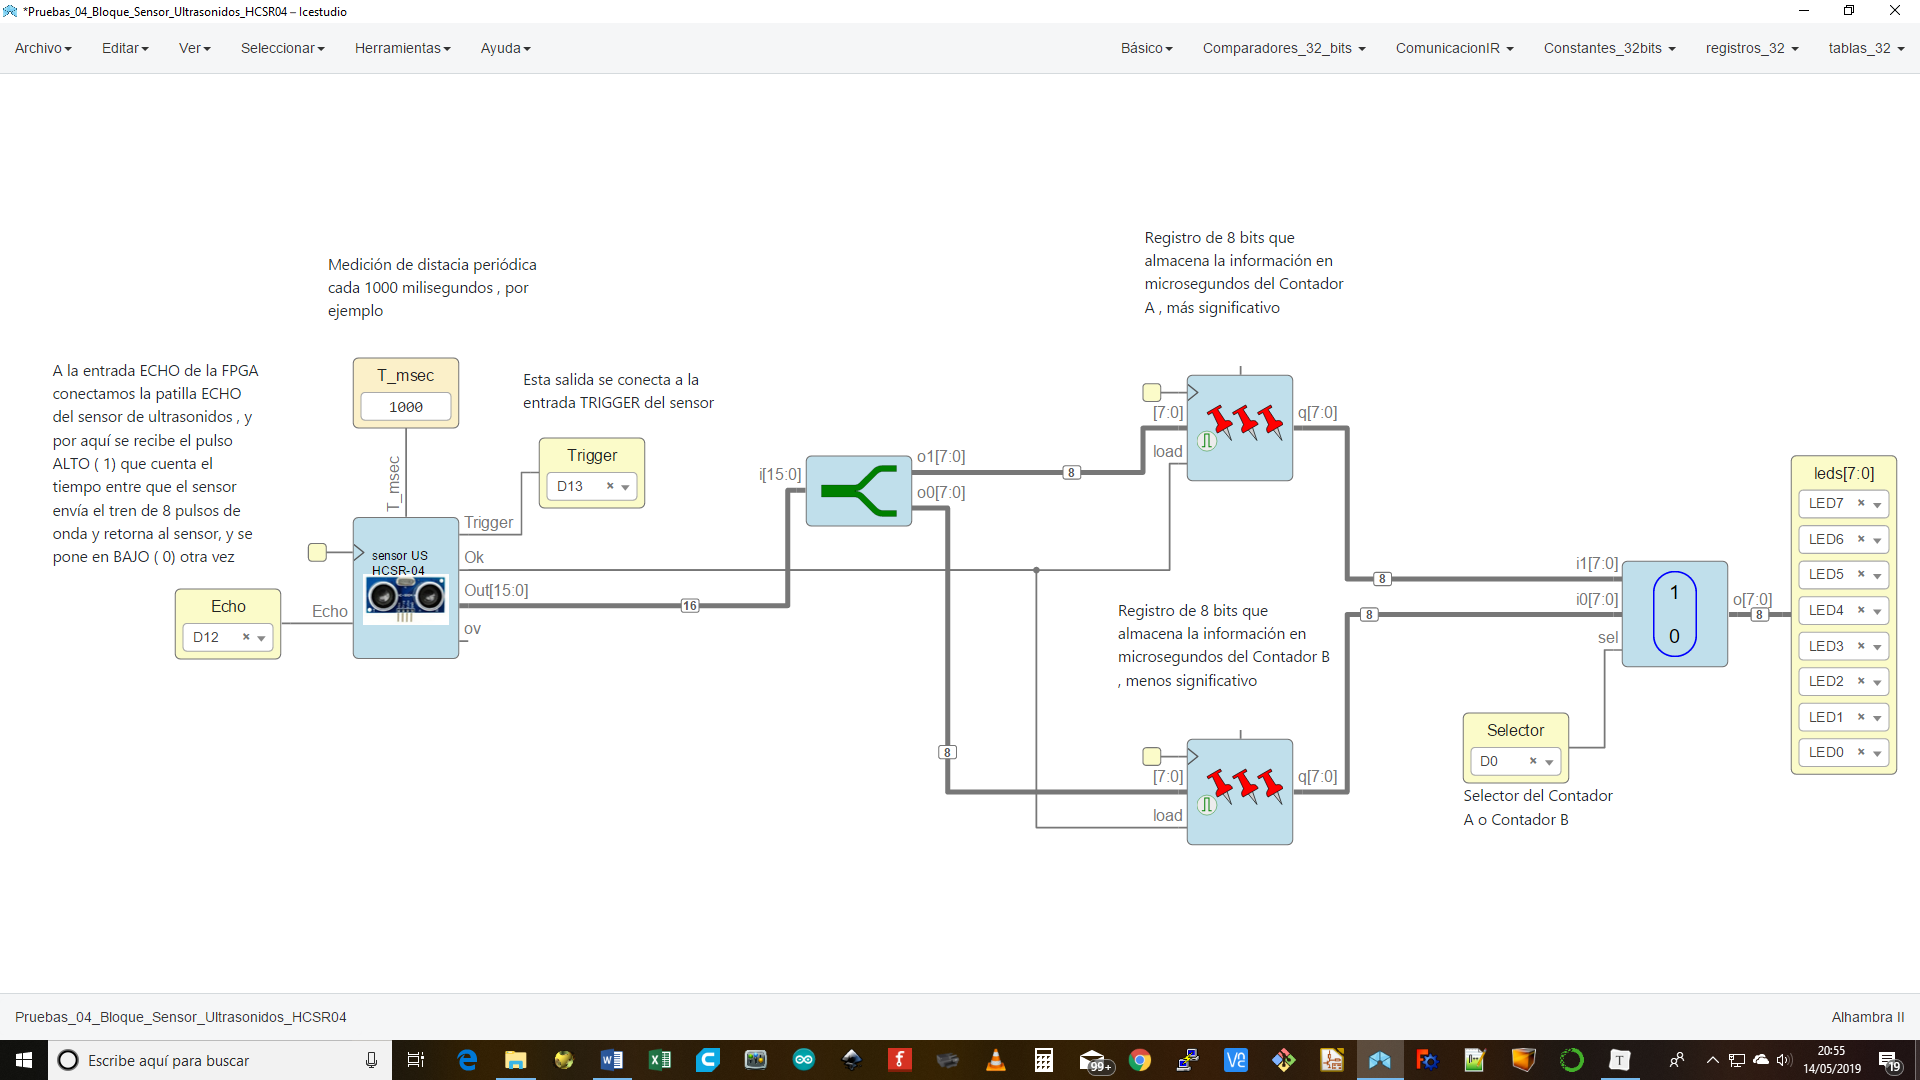 *Pruebas_04_Bloque_Sensor_Ultrasonidos_HCSR04 – Icestudio
Archivo Editar Ver Seleccionar Herramientas Ayuda Básico Comparadores_32_bits ComunicacionIR Constantes_32bits registros_32 tablas_32
Registro de 8 bits que
almacena la información en
microsegundos del Contador
A , más significativo
Medición de distacia periódica
cada 1000 milisegundos , por
ejemplo
A la entrada ECHO de la FPGA
conectamos la patilla ECHO
del sensor de ultrasonidos , y
por aquí se recibe el pulso
ALTO ( 1) que cuenta el
tiempo entre que el sensor
envía el tren de 8 pulsos de
onda y retorna al sensor, y se
pone en BAJO ( 0) otra vez
T_msec
1000
T_msec
Esta salida se conecta a la
entrada TRIGGER del sensor
Trigger
D13
Echo
D12
Echo
sensor US
HCSR-04
Trigger
Ok
Out[15:0]
ov
16
i[15:0]
o1[7:0]
o0[7:0]
8
8
[7:0]
load
q[7:0]
8
Registro de 8 bits que
almacena la información en
microsegundos del Contador B
, menos significativo
[7:0]
load
q[7:0]
8
i1[7:0]
i0[7:0]
sel
1
0
o[7:0]
8
Selector
D0
Selector del Contador
A o Contador B
leds[7:0]
LED7
LED6
LED5
LED4
LED3
LED2
LED1
LED0
Pruebas_04_Bloque_Sensor_Ultrasonidos_HCSR04 Alhambra II
Escribe aquí para buscar
99+
20:55
14/05/2019
19